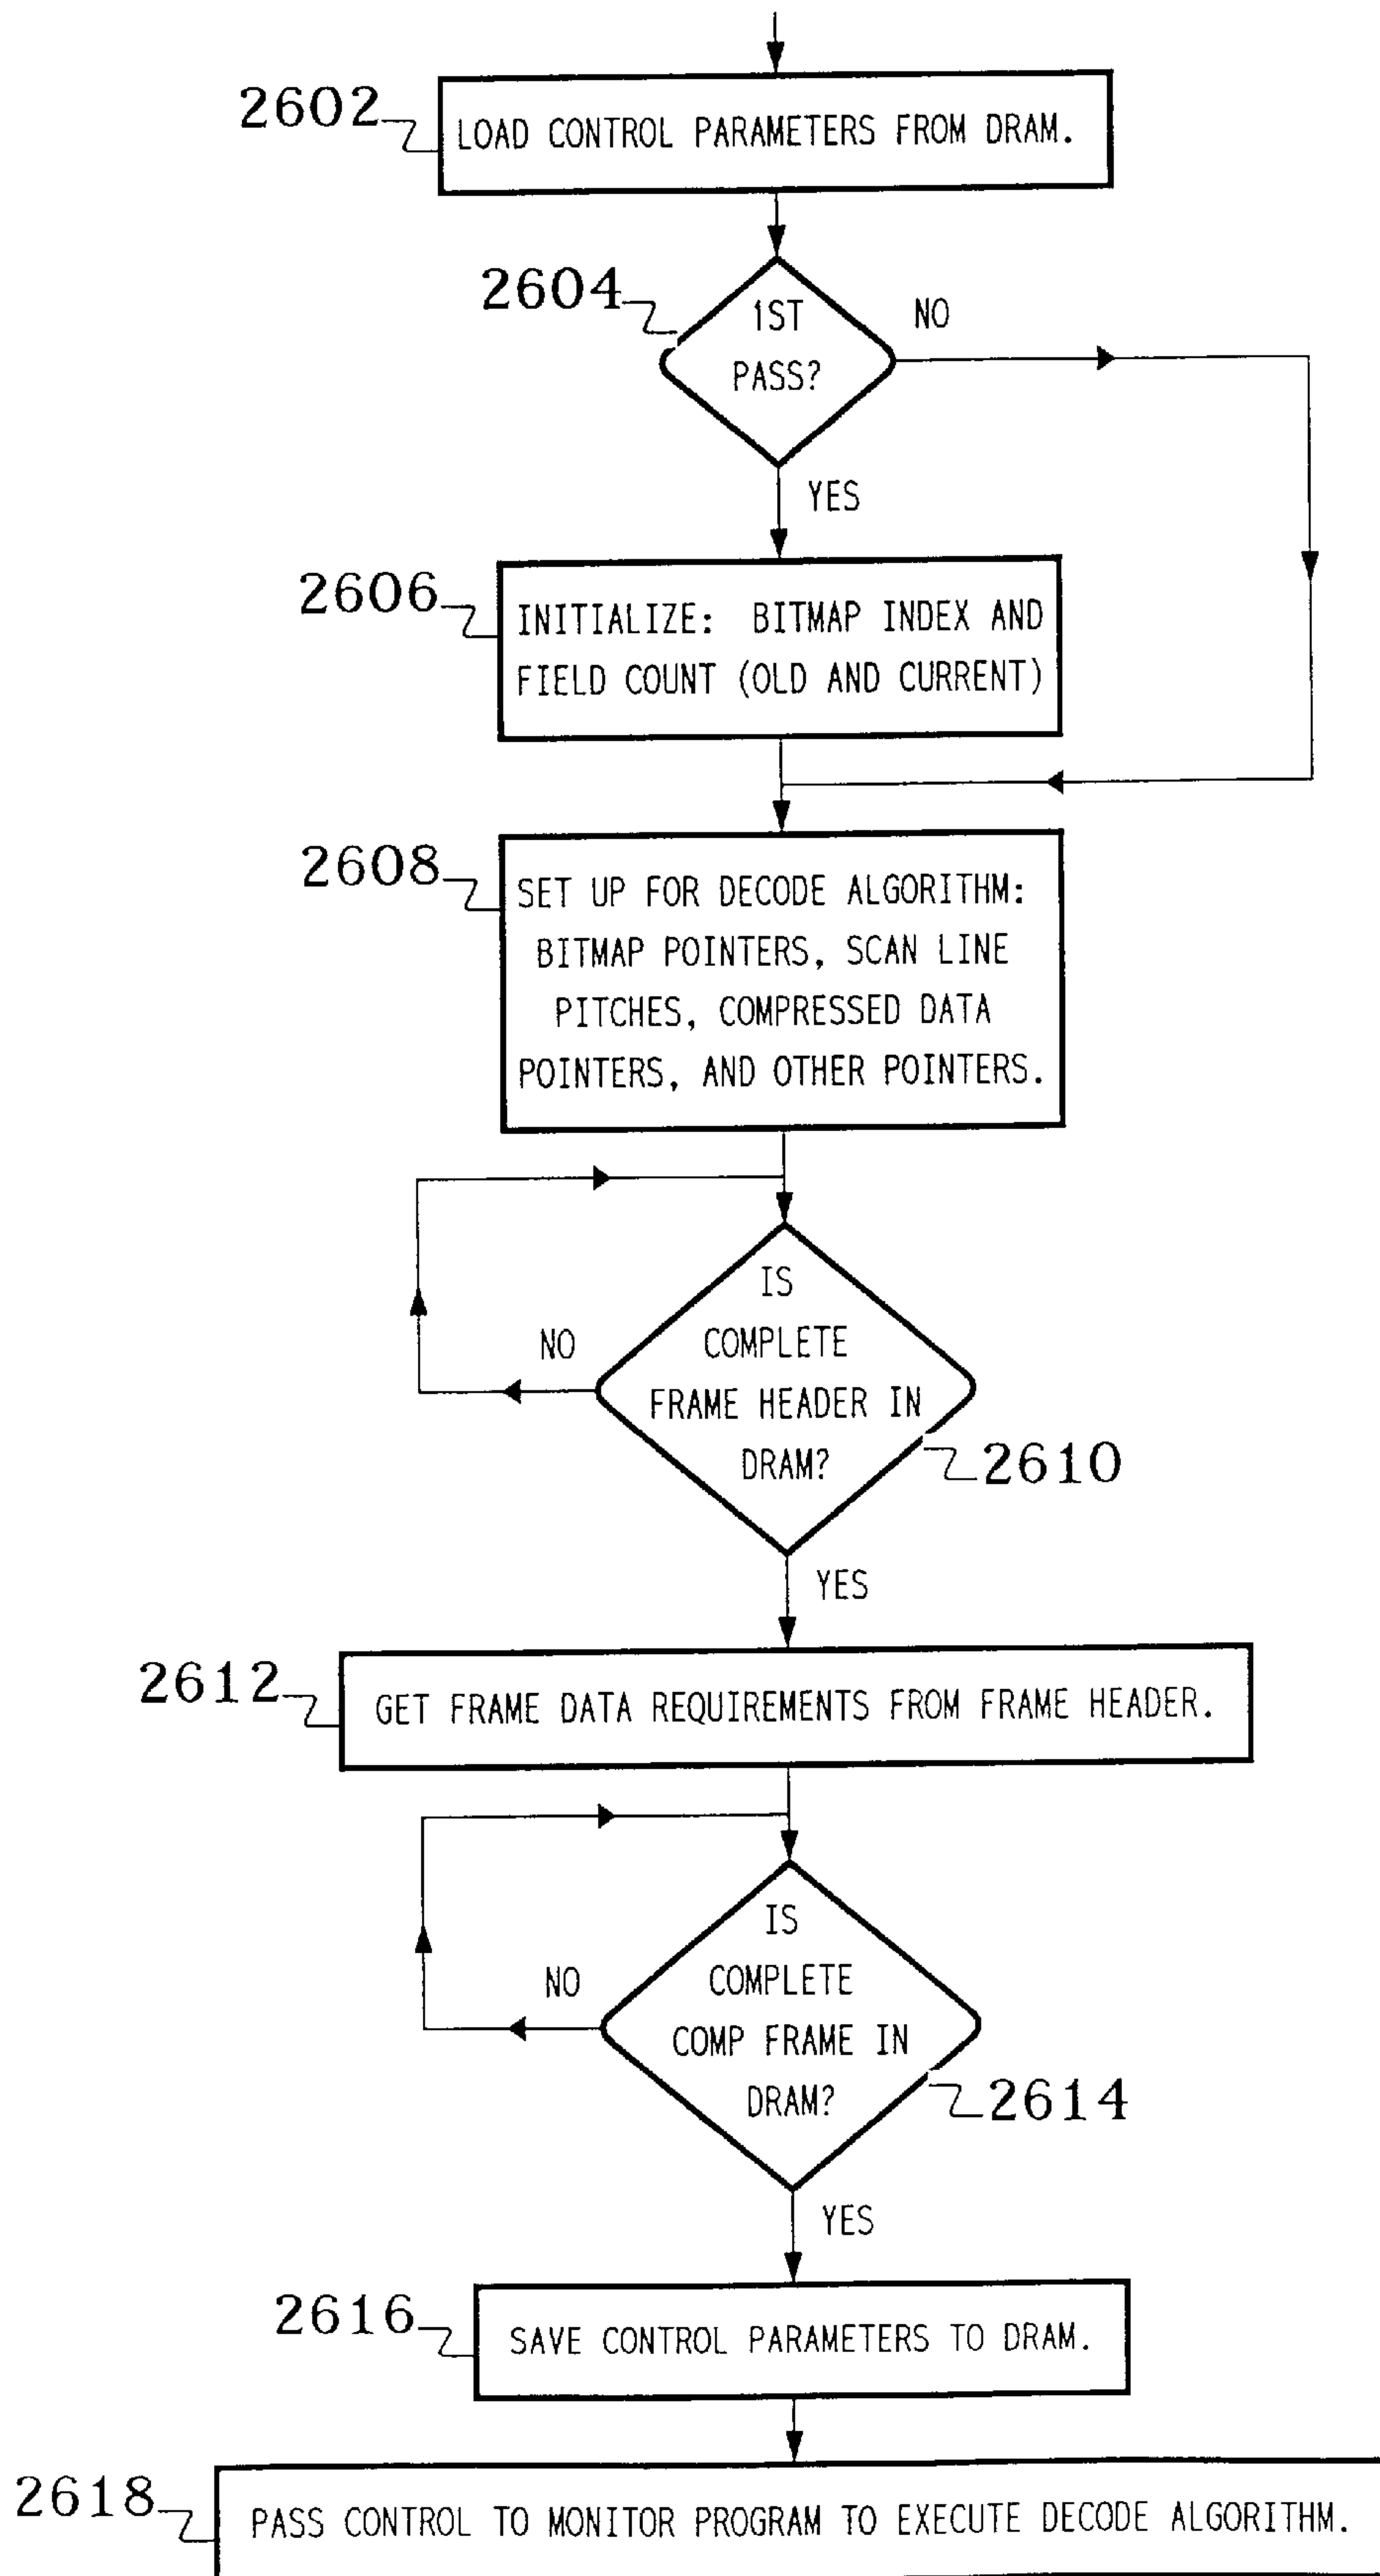 2602
LOAD CONTROL PARAMETERS FROM DRAM.
2604
1ST
PASS?
NO
YES
2606
INITIALIZE: BITMAP INDEX AND
FIELD COUNT (OLD AND CURRENT)
2608
SET UP FOR DECODE ALGORITHM:
BITMAP POINTERS, SCAN LINE
PITCHES, COMPRESSED DATA
POINTERS, AND OTHER POINTERS.
IS
COMPLETE
FRAME HEADER IN
DRAM?
NO
2610
YES
2612
GET FRAME DATA REQUIREMENTS FROM FRAME HEADER.
IS
COMPLETE
COMP FRAME IN
DRAM?
NO
2614
YES
2616
SAVE CONTROL PARAMETERS TO DRAM.
2618
PASS CONTROL TO MONITOR PROGRAM TO EXECUTE DECODE ALGORITHM.